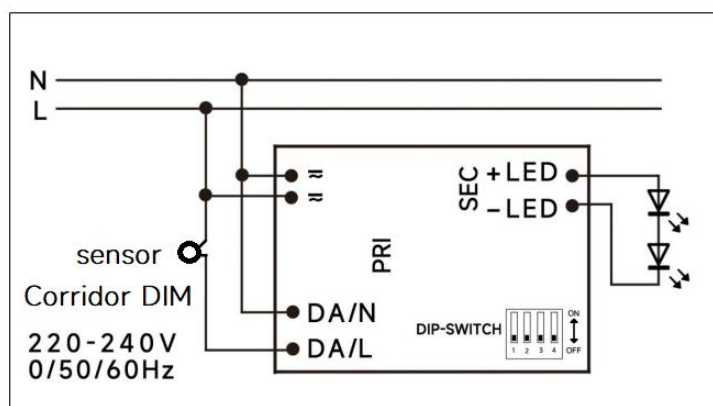 N
L
≂
≂
sensor
Corridor DIM
220-240V
0/50/60Hz
PRI
DA/N
DA/L
SEC
+LED
-LED
DIP-SWITCH
ON
OFF
1 2 3 4